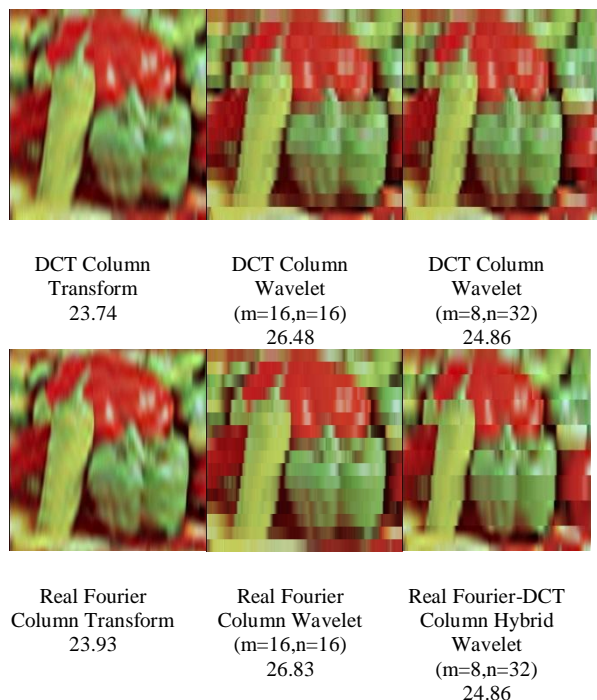 DCT Column
Transform
23.74
DCT Column
Wavelet
(m=16,n=16)
26.48
DCT Column
Wavelet
(m=8,n=32)
24.86
Real Fourier
Column Transform
23.93
Real Fourier
Column Wavelet
(m=16,n=16)
26.83
Real Fourier-DCT
Column Hybrid
Wavelet
(m=8,n=32)
24.86